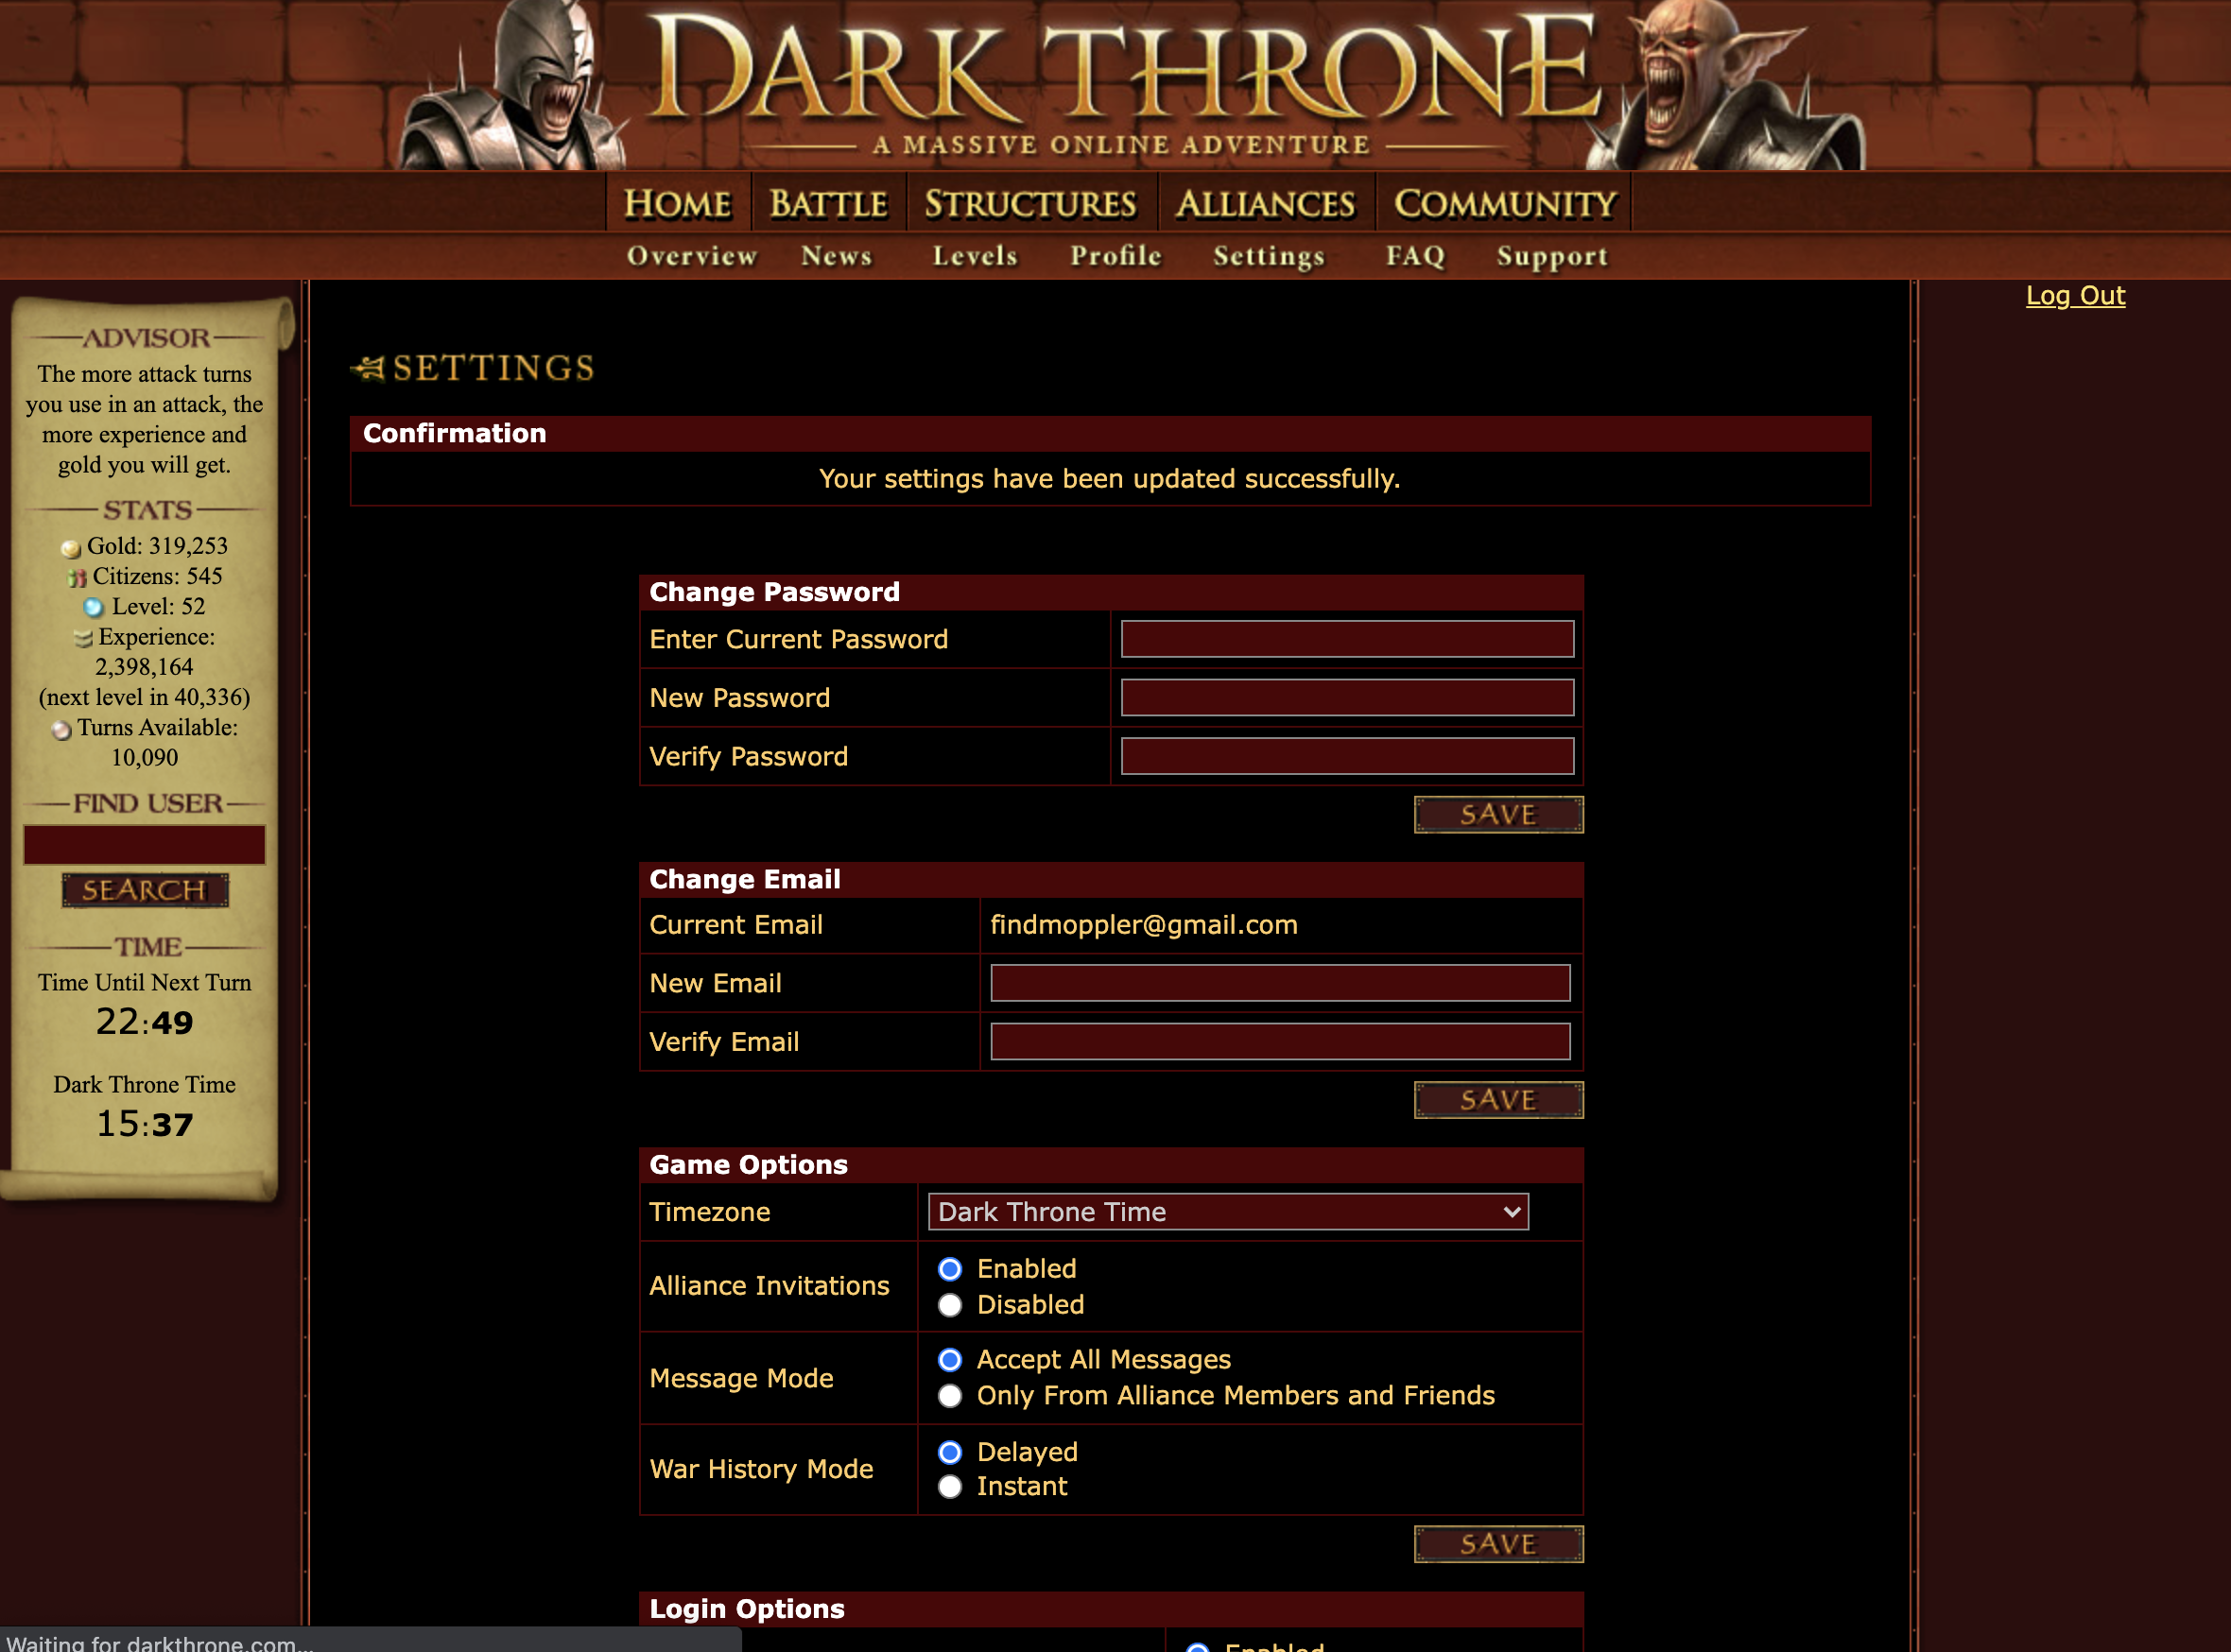 DARK THRONE
A MASSIVE ONLINE ADVENTURE
HOME BATTLE STRUCTURES ALLIANCES COMMUNITY
Overview News Levels Profile Settings FAQ Support
Log Out
ADVISOR
The more attack turns
you use in an attack, the
more experience and
gold you will get.
STATS
Gold: 319,253
Citizens: 545
Level: 52
Experience:
2,398,164
(next level in 40,336)
Turns Available:
10,090
FIND USER
SEARCH
TIME
Time Until Next Turn
22:49
Dark Throne Time
15:37
SETTINGS
Confirmation
Your settings have been updated successfully.
Change Password
Enter Current Password
New Password
Verify Password
SAVE
Change Email
Current Email findmoppler@gmail.com
New Email
Verify Email
SAVE
Game Options
Timezone Dark Throne Time
Alliance Invitations
Enabled
Disabled
Message Mode
Accept All Messages
Only From Alliance Members and Friends
War History Mode
Delayed
Instant
SAVE
Login Options
Enabled
Waiting for darkthrone.com...